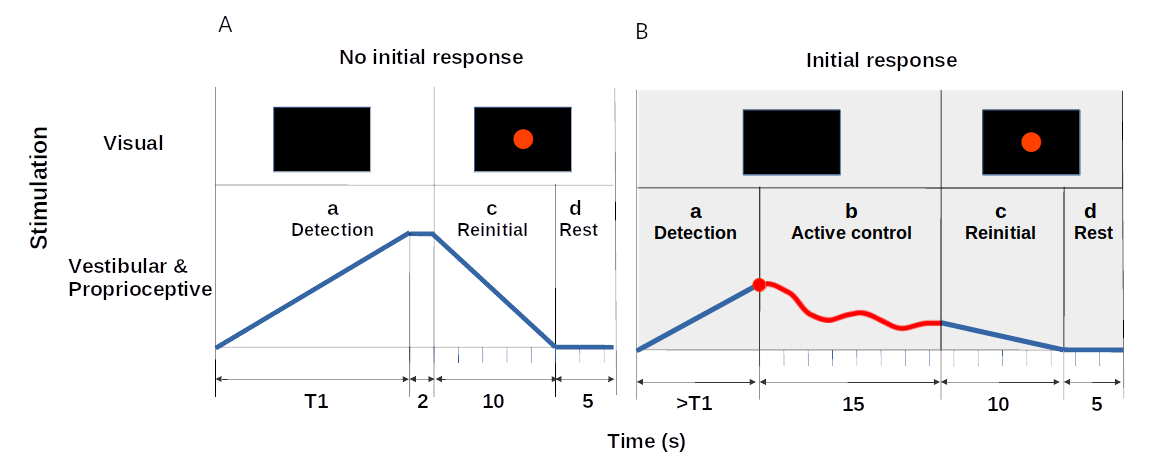 A
B
No initial response
Initial response
Stimulation
Visual
a
Detection
c
Reinitial
d
Rest
a
Detection
b
Active control
c
Reinitial
d
Rest
Vestibular &
Proprioceptive
T1
2
10
5
>T1
15
10
5
Time (s)